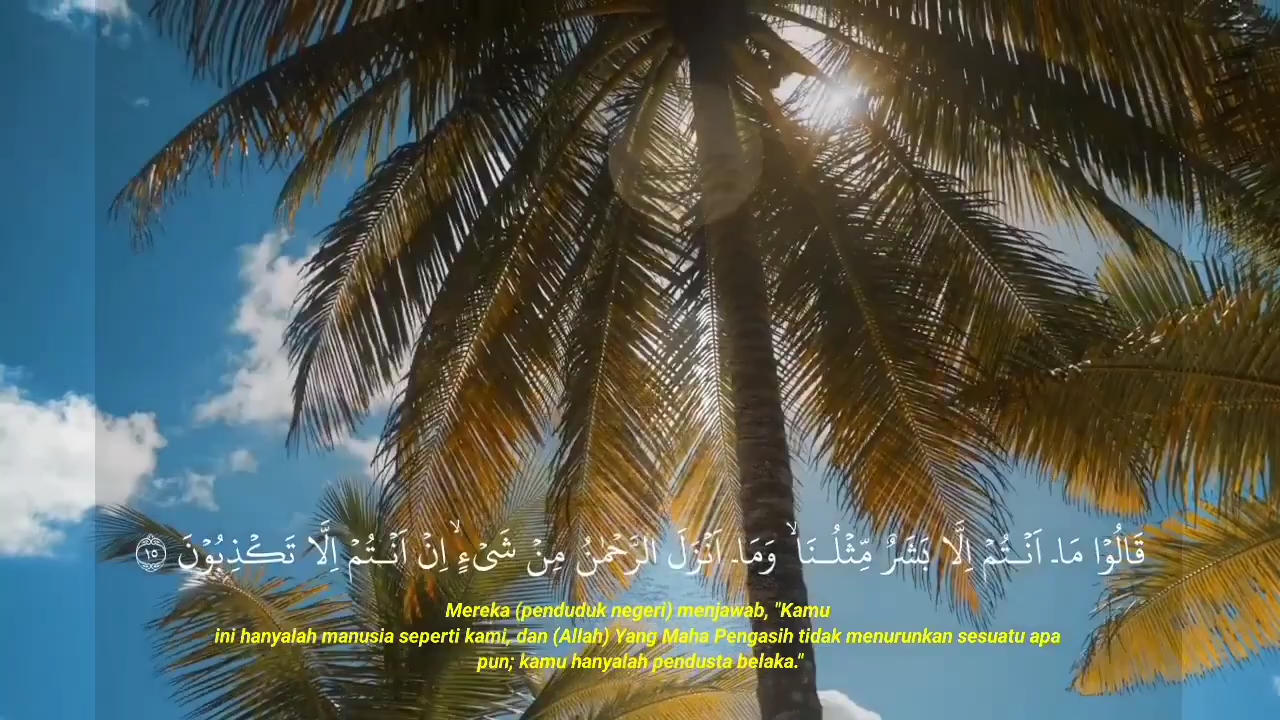 قَالُوْا مَآ اَنْتُمْ اِلَّا بَشَرٌ مِّثْلُنَاۙ وَمَآ اَنْزَلَ الرَّحْمٰنُ مِنْ شَيْءٍۙ اِنْ اَنْتُمْ اِلَّا تَكْذِبُوْنَ ١٥
Mereka (penduduk negeri) menjawab, "Kamu
ini hanyalah manusia seperti kami, dan (Allah) Yang Maha Pengasih tidak menurunkan sesuatu apa
pun; kamu hanyalah pendusta belaka."